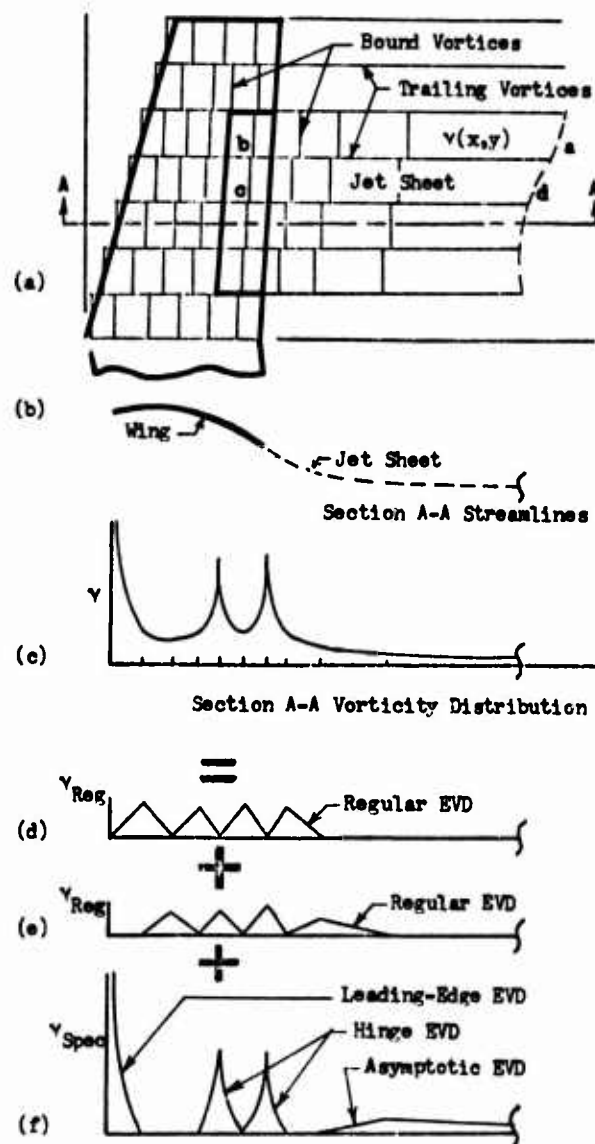 Bound Vortices
Trailing Vortices
γ(x,y)
a
b
c
Jet Sheet
d
A
A
(a)
(b)
Wing
Jet Sheet
Section A-A Streamlines
γ
(c)
Section A-A Vorticity Distribution
=
γReg
Regular EVD
(d)
+
γReg
Regular EVD
(e)
+
Leading-Edge EVD
γSpec
Hinge EVD
Asymptotic EVD
(f)